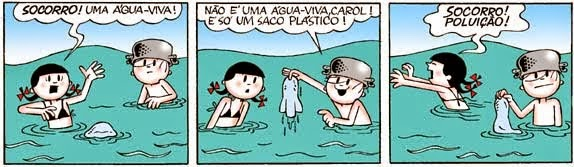 SOCORRO! UMA ÁGUA-VIVA!
NÃO É UMA ÁGUA-VIVA, CAROL!
É SÓ UM SACO PLÁSTICO!
SOCORRO!
POLUIÇÃO!